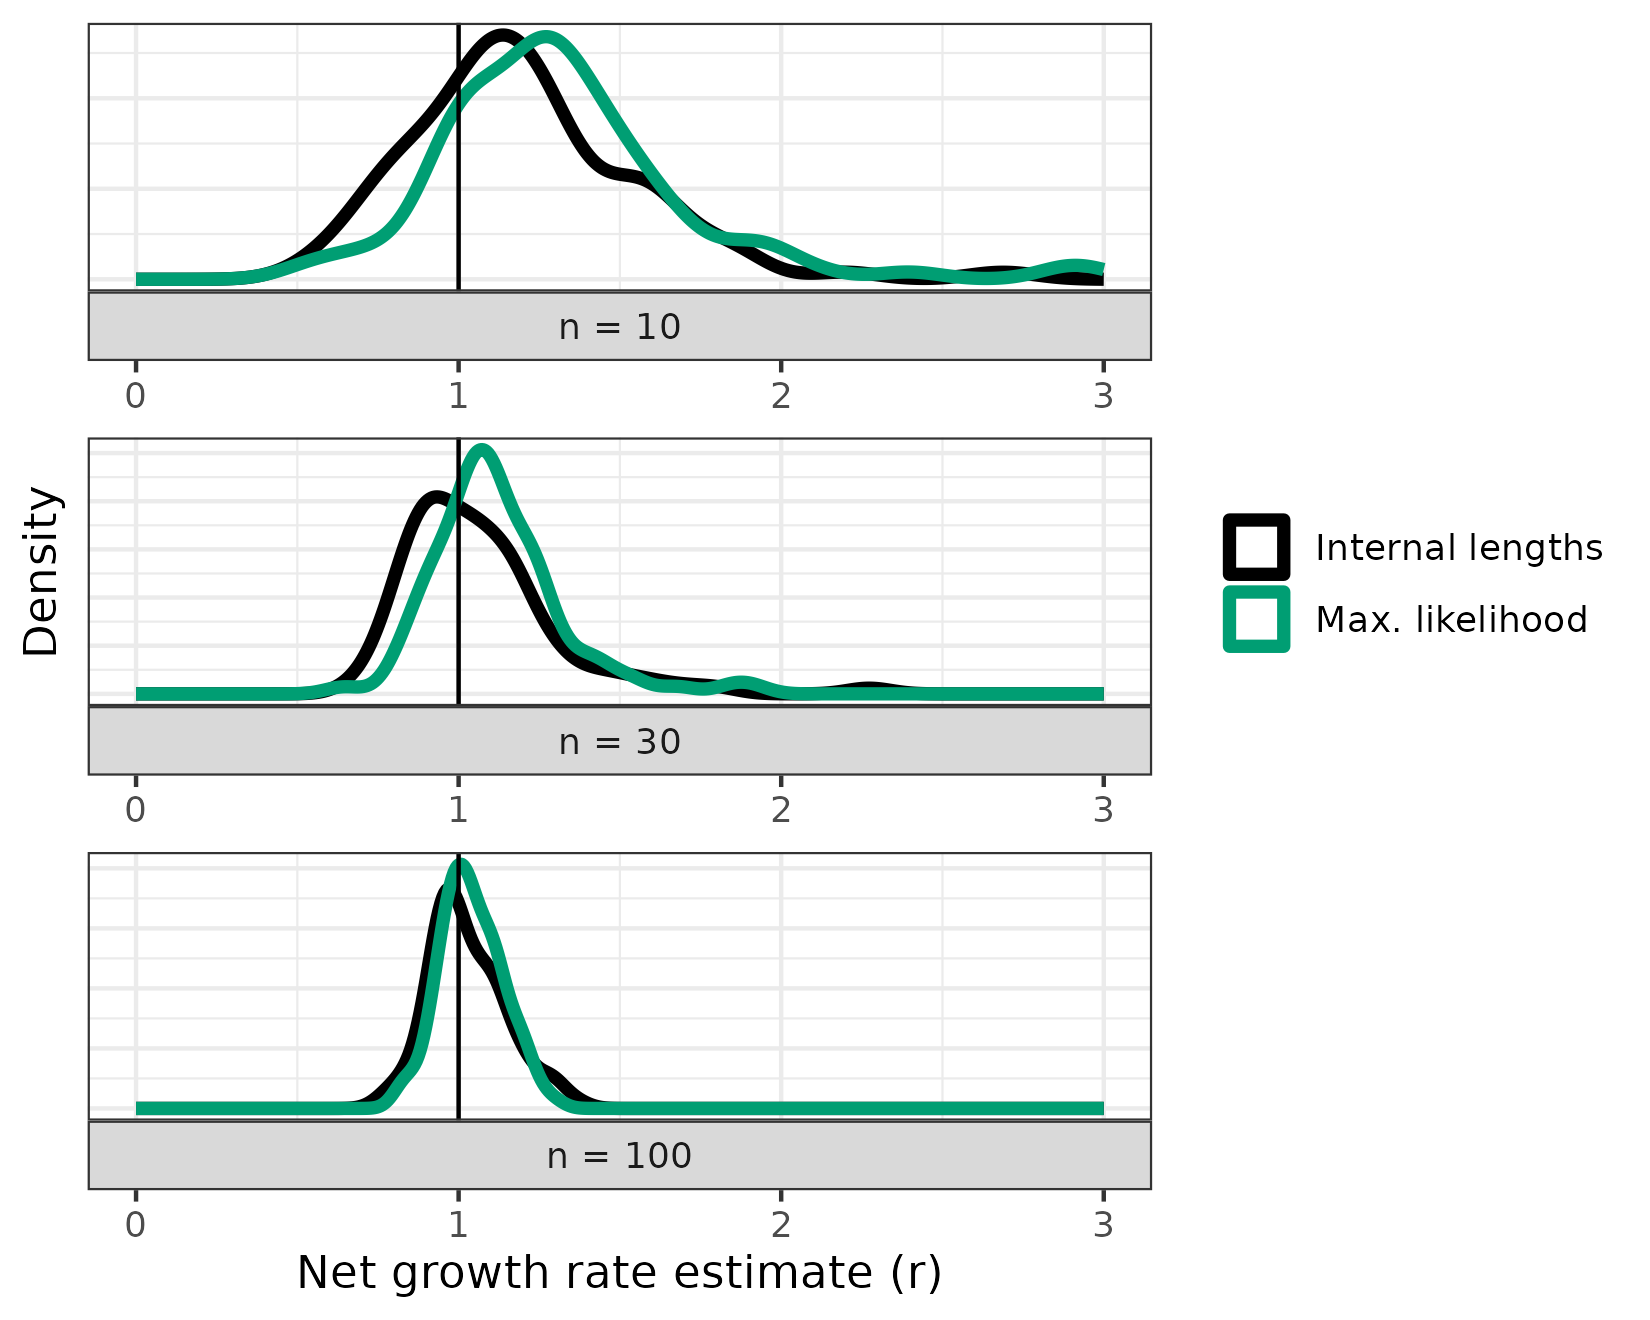 n = 10
0 1 2 3
Density
n = 30
0 1 2 3
Internal lengths
Max. likelihood
n = 100
0 1 2 3
Net growth rate estimate (r)